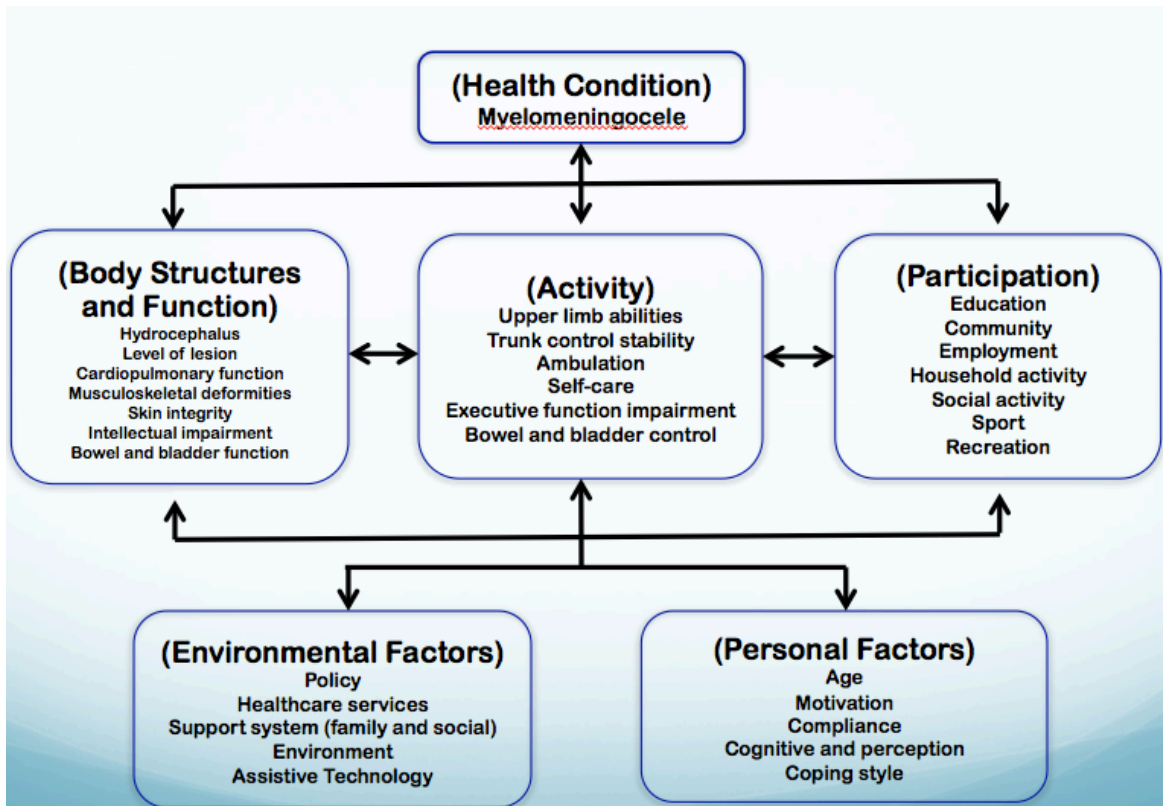 (Health Condition)
Myelomeningocele
(Body Structures
and Function)
Hydrocephalus
Level of lesion
Cardiopulmonary function
Musculoskeletal deformities
Skin integrity
Intellectual impairment
Bowel and bladder function
(Activity)
Upper limb abilities
Trunk control stability
Ambulation
Self-care
Executive function impairment
Bowel and bladder control
(Participation)
Education
Community
Employment
Household activity
Social activity
Sport
Recreation
(Environmental Factors)
Policy
Healthcare services
Support system (family and social)
Environment
Assistive Technology
(Personal Factors)
Age
Motivation
Compliance
Cognitive and perception
Coping style